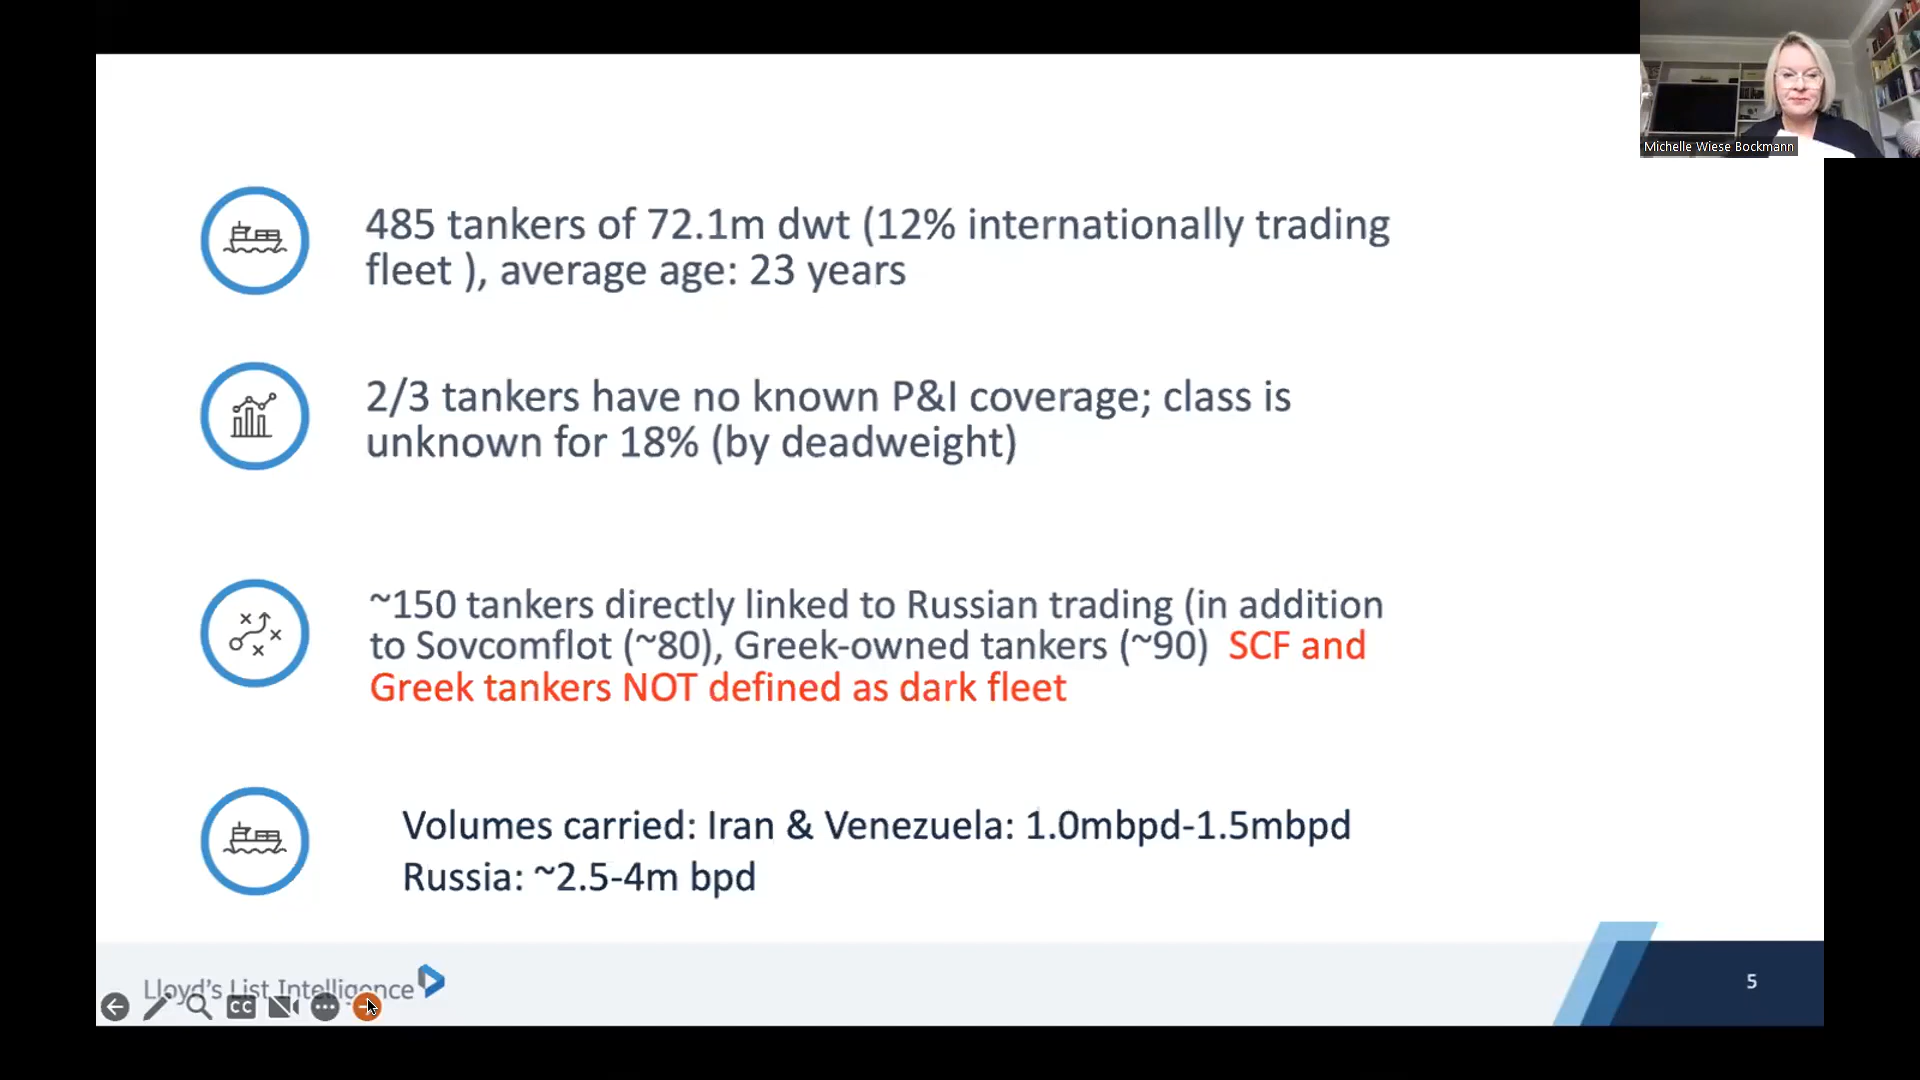 Michelle Wiese Bockmann
485 tankers of 72.1m dwt (12% internationally trading
fleet ), average age: 23 years
2/3 tankers have no known P&I coverage; class is
unknown for 18% (by deadweight)
~150 tankers directly linked to Russian trading (in addition
to Sovcomflot (~80), Greek-owned tankers (~90) SCF and
Greek tankers NOT defined as dark fleet
Volumes carried: Iran & Venezuela: 1.0mbpd-1.5mbpd
Russia: ~2.5-4m bpd
Lloyd's List Intelligence
CC
5